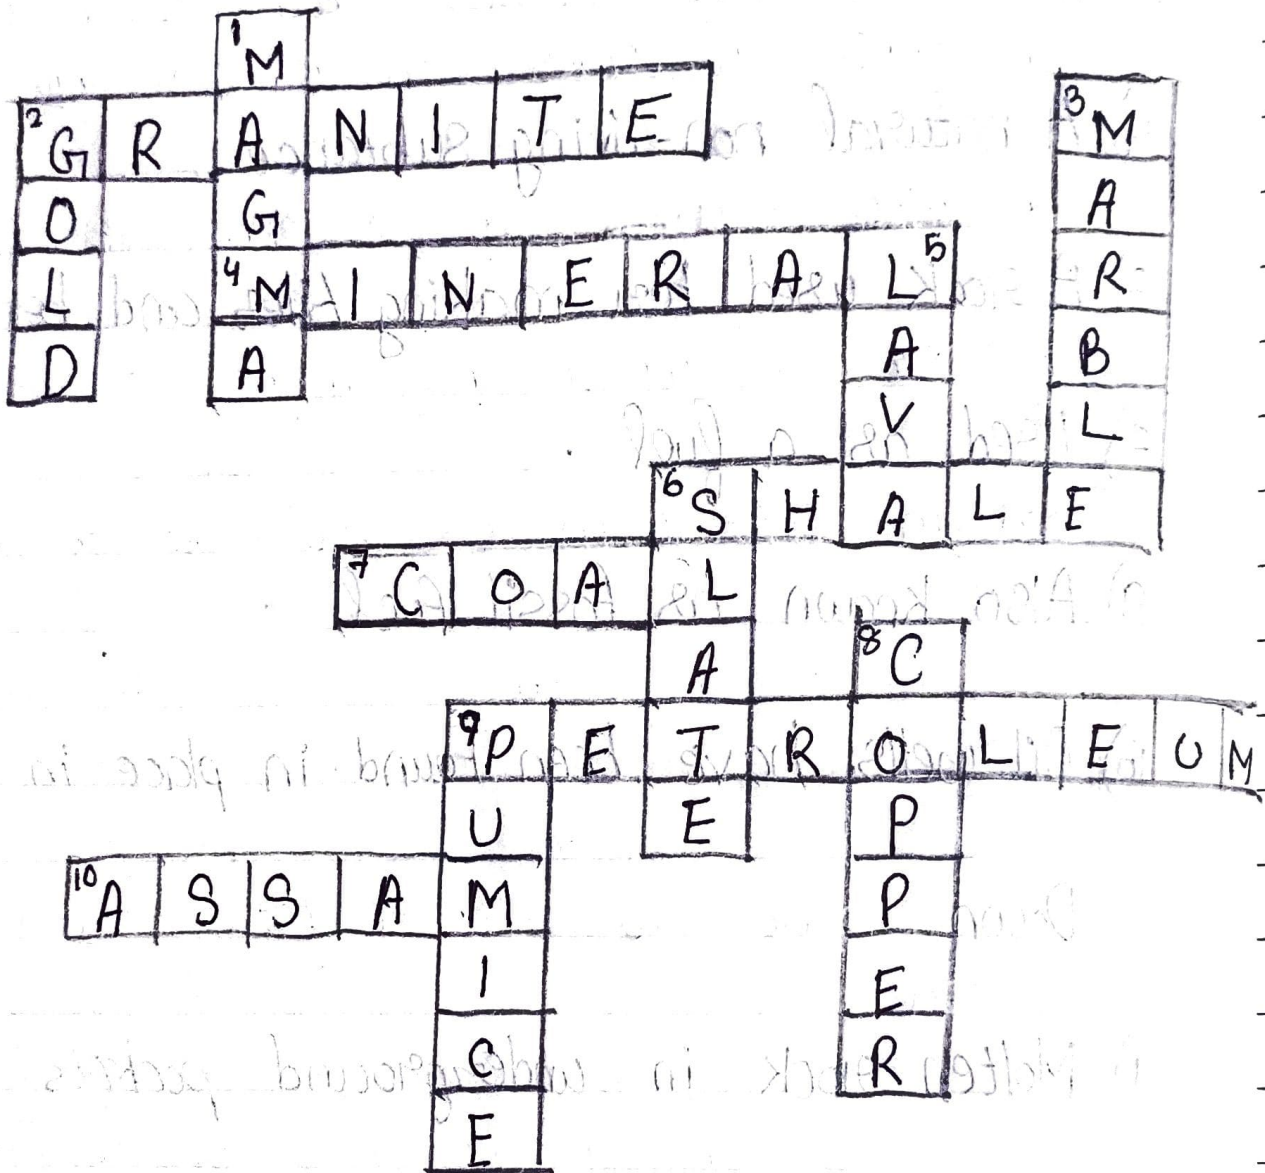 1 M
2 G R A N I T E 3 M
O G A
L 4 M I N E R A L 5 R
D A A B
V L
6 S H A L E
7 C O A L
A 8 C
9 P E T R O L E U M
U E P
10 A S S A M P
I E
C R
E